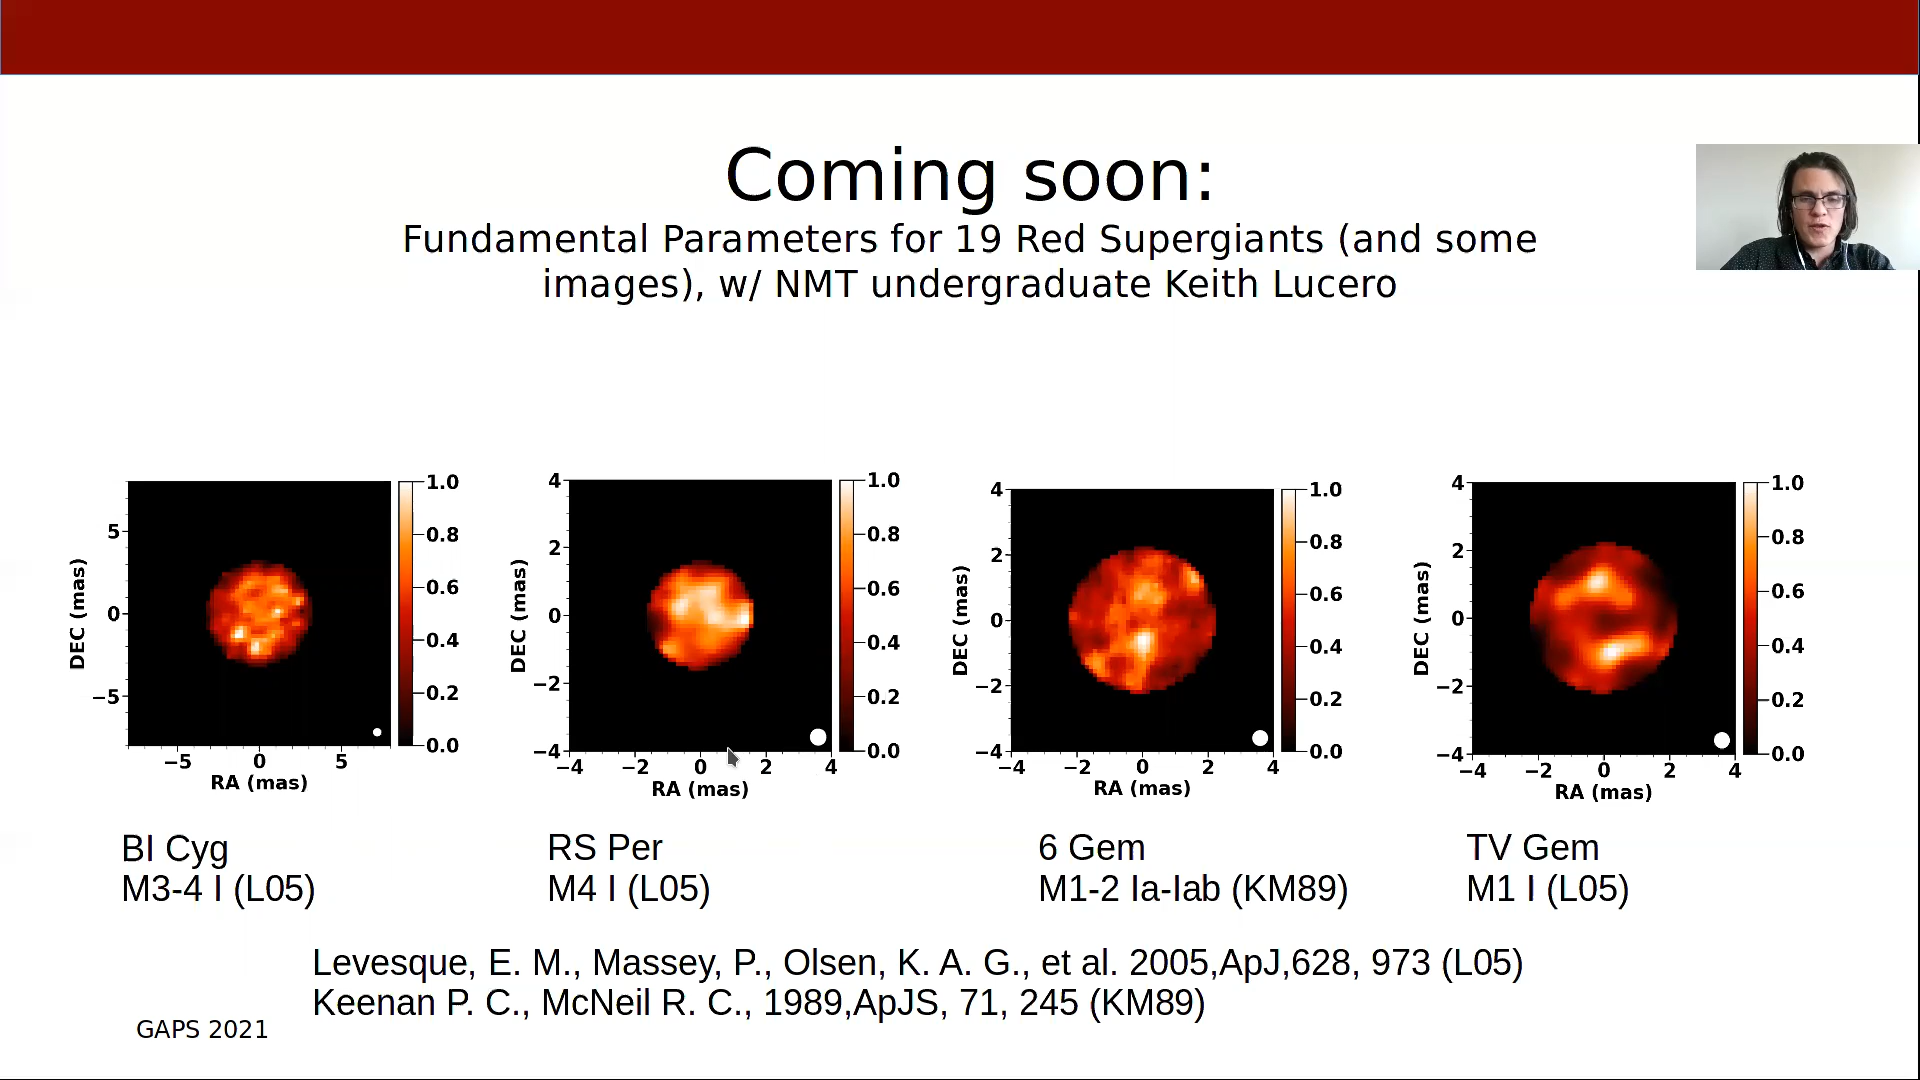 Coming soon:
Fundamental Parameters for 19 Red Supergiants (and some
images), w/ NMT undergraduate Keith Lucero
5
0
−5
DEC (mas)
−5 0 5
RA (mas)
1.0
0.8
0.6
0.4
0.2
0.0
4
2
0
−2
−4
DEC (mas)
−4 −2 0 2 4
RA (mas)
1.0
0.8
0.6
0.4
0.2
0.0
4
2
0
−2
−4
DEC (mas)
−4 −2 0 2 4
RA (mas)
1.0
0.8
0.6
0.4
0.2
0.0
4
2
0
−2
−4
DEC (mas)
−4 −2 0 2 4
RA (mas)
1.0
0.8
0.6
0.4
0.2
0.0
BI Cyg
M3-4 I (L05)
RS Per
M4 I (L05)
6 Gem
M1-2 Ia-Iab (KM89)
TV Gem
M1 I (L05)
Levesque, E. M., Massey, P., Olsen, K. A. G., et al. 2005,ApJ,628, 973 (L05)
Keenan P. C., McNeil R. C., 1989,ApJS, 71, 245 (KM89)
GAPS 2021